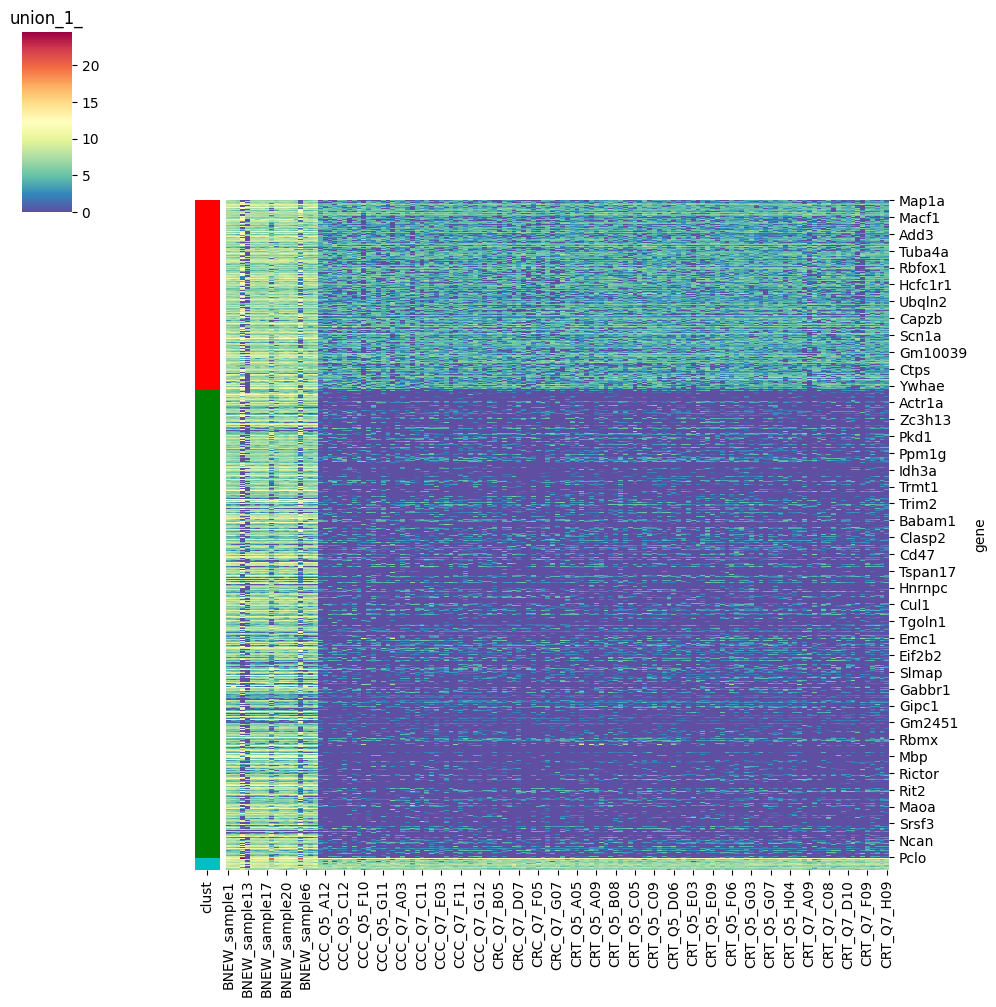 union_1_
20
15
10
5
0
Map1a
Macf1
Add3
Tuba4a
Rbfox1
Hcfc1r1
Ubqln2
Capzb
Scn1a
Gm10039
Ctps
Ywhae
Actr1a
Zc3h13
Pkd1
Ppm1g
Idh3a
Trmt1
Trim2
Babam1
Clasp2
Cd47
Tspan17
Hnrnpc
Cul1
Tgoln1
Emc1
Eif2b2
Slmap
Gabbr1
Gipc1
Gm2451
Rbmx
Mbp
Rictor
Rit2
Maoa
Srsf3
Ncan
Pclo
gene
clust
BNEW_sample1
BNEW_sample13
BNEW_sample17
BNEW_sample20
BNEW_sample6
CCC_Q5_A12
CCC_Q5_C12
CCC_Q5_F10
CCC_Q5_G11
CCC_Q7_A03
CCC_Q7_C11
CCC_Q7_E03
CCC_Q7_F11
CCC_Q7_G12
CRC_Q7_B05
CRC_Q7_D07
CRC_Q7_F05
CRC_Q7_G07
CRT_Q5_A05
CRT_Q5_A09
CRT_Q5_B08
CRT_Q5_C05
CRT_Q5_C09
CRT_Q5_D06
CRT_Q5_E03
CRT_Q5_E09
CRT_Q5_F06
CRT_Q5_G03
CRT_Q5_G07
CRT_Q5_H04
CRT_Q7_A09
CRT_Q7_C08
CRT_Q7_D10
CRT_Q7_F09
CRT_Q7_H09